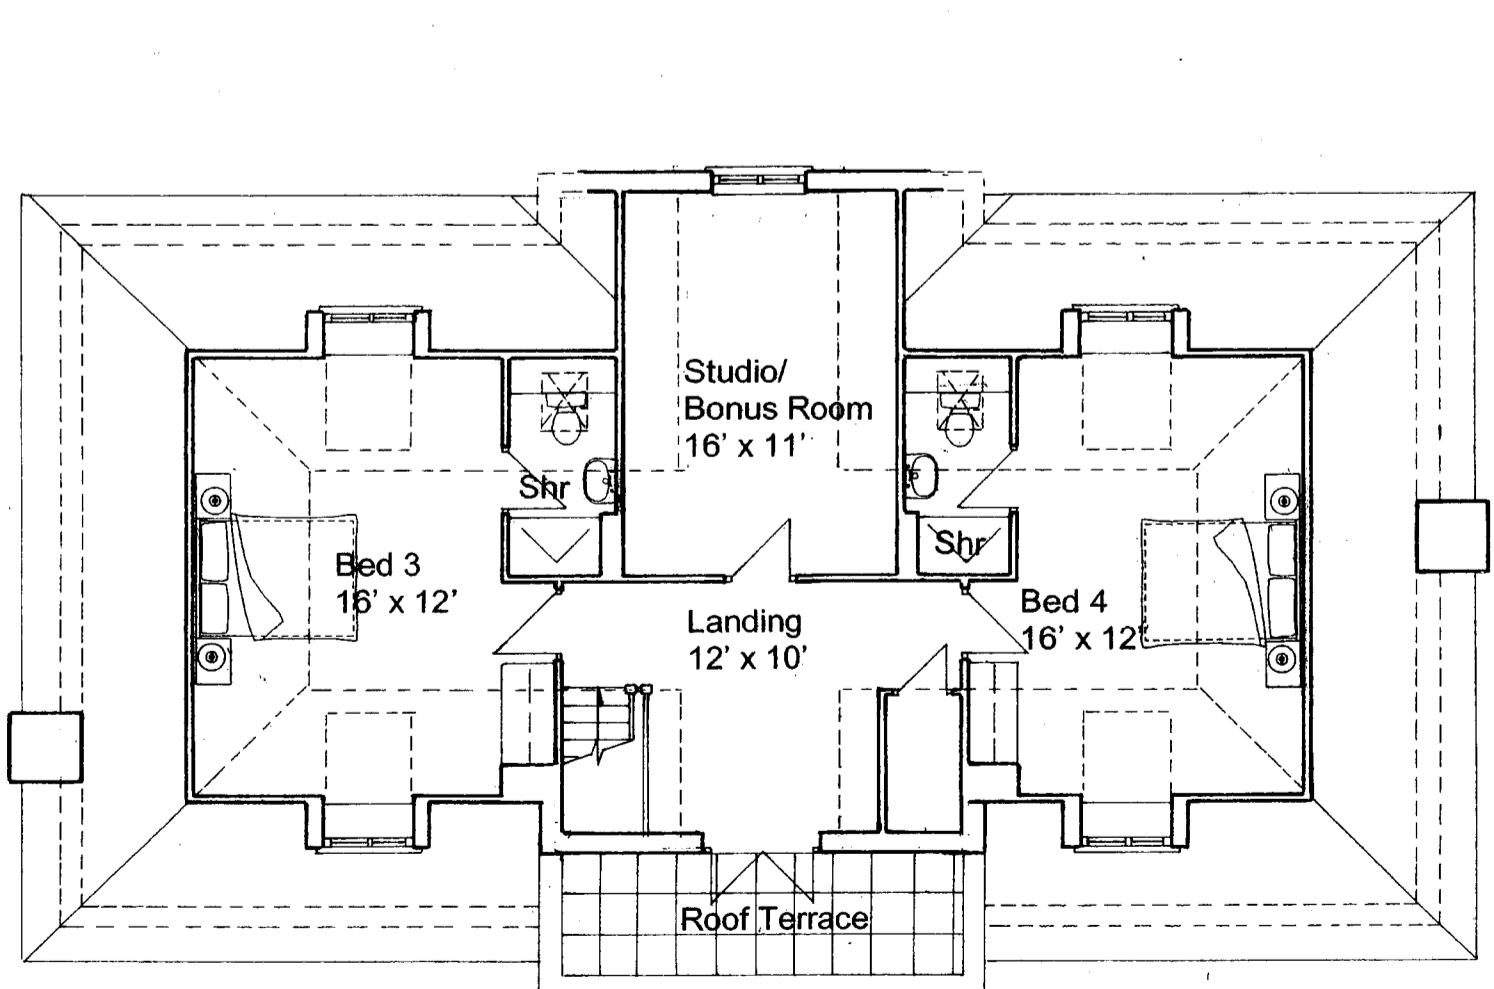 Studio/
Bonus Room
16’ x 11’
Shr
Shr
Bed 3
16’ x 12’
Landing
12’ x 10’
Bed 4
16’ x 12’
Roof Terrace